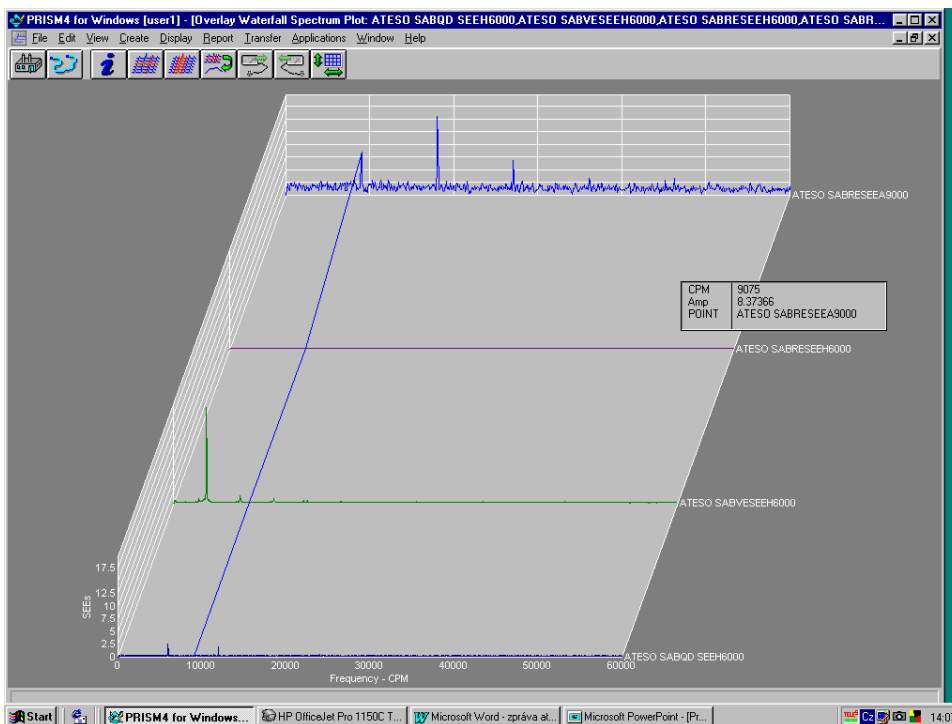 PRISM4 for Windows [user1] - [Overlay Waterfall Spectrum Plot: ATESO SABQD SEEH6000,ATESO SABVESEEH6000,ATESO SABRESEEH6000,ATESO SABR...
File Edit View Create Display Report Transfer Applications Window Help
ATESO SABRESEEA9000
CPM 9075
Amp 8.37366
POINT ATESO SABRESEEA9000
ATESO SABRESEEH6000
ATESO SABVESEEH6000
17.5
12.5
10
7.5
5
2.5
0
SEEs
ATESO SABQD SEEH6000
0 10000 20000 30000 40000 50000 60000
Frequency - CPM
Start PRISM4 for Windows... HP OfficeJet Pro 1150C T... Microsoft Word - zpráva at... Microsoft PowerPoint - [Pr... Cz